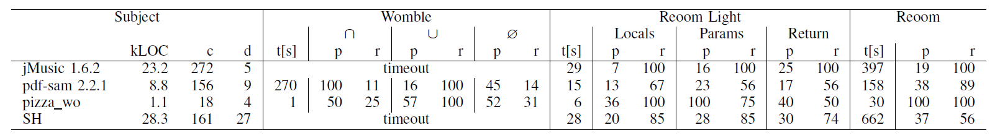 Subject Womble Reoom Light Reoom
∩ ∪ ∅ Locals Params Return
kLOC c d t[s] p r p r p r t[s] p r p r p r t[s] p r
jMusic 1.6.2 23.2 272 5 timeout 29 7 100 16 100 25 100 397 19 100
pdf-sam 2.2.1 8.8 156 9 270 100 11 16 100 45 14 15 13 67 23 56 17 56 158 38 89
pizza_wo 1.1 18 4 1 50 25 57 100 52 31 6 36 100 100 75 40 50 30 100 100
SH 28.3 161 27 timeout 28 20 85 28 85 30 74 662 37 56